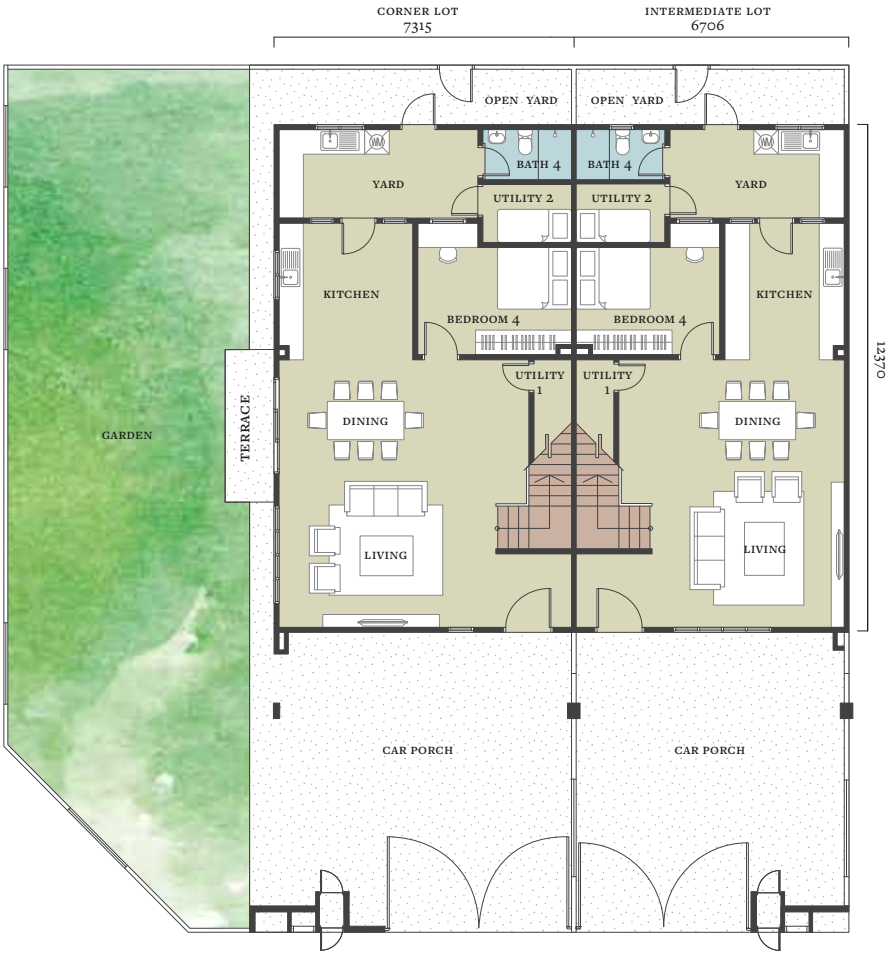 CORNER LOT
7315
INTERMEDIATE LOT
6706
OPEN YARD
OPEN YARD
BATH 4
BATH 4
YARD
YARD
UTILITY 2
UTILITY 2
KITCHEN
KITCHEN
BEDROOM 4
BEDROOM 4
12370
UTILITY
1
UTILITY
1
TERRACE
DINING
DINING
GARDEN
LIVING
LIVING
CAR PORCH
CAR PORCH